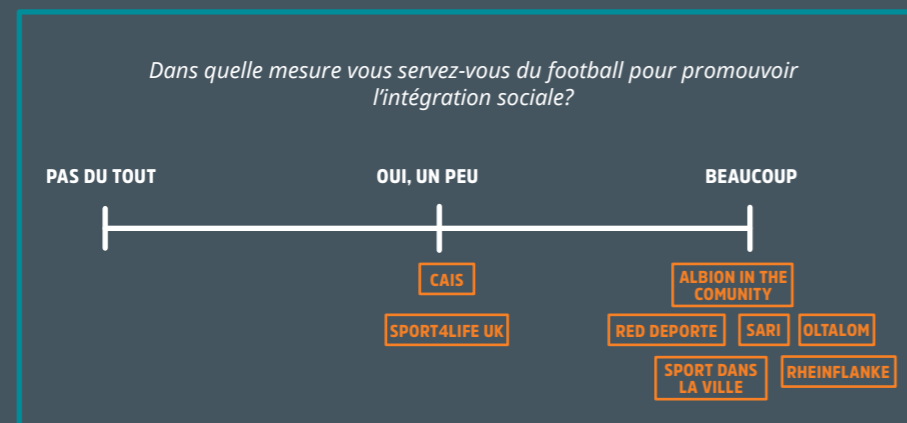 Dans quelle mesure vous servez-vous du football pour promouvoir
l'intégration sociale?
PAS DU TOUT
OUI, UN PEU
BEAUCOUP
CAIS
SPORT4LIFE UK
ALBION IN THE
COMUNITY
RED DEPORTE
SARI
OLTALOM
SPORT DANS
LA VILLE
RHEINFLANKE